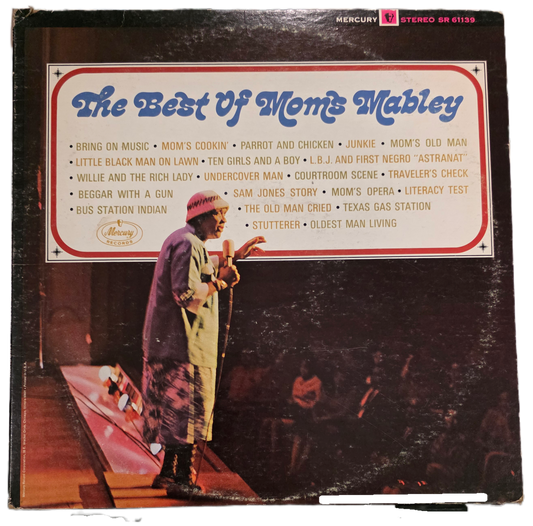 MERCURY STEREO SR 61139
The Best Of Moms Mabley
• BRING ON MUSIC • MOM'S COOKIN' • PARROT AND CHICKEN • JUNKIE • MOM'S OLD MAN
• LITTLE BLACK MAN ON LAWN • TEN GIRLS AND A BOY • L.B.J. AND FIRST NEGRO "ASTRANAT"
• WILLIE AND THE RICH LADY • UNDERCOVER MAN • COURTROOM SCENE • TRAVELER'S CHECK
• BEGGAR WITH A GUN • SAM JONES STORY • MOM'S OPERA • LITERACY TEST
• BUS STATION INDIAN • THE OLD MAN CRIED • TEXAS GAS STATION
• STUTTERER • OLDEST MAN LIVING
Mercury
RECORDS